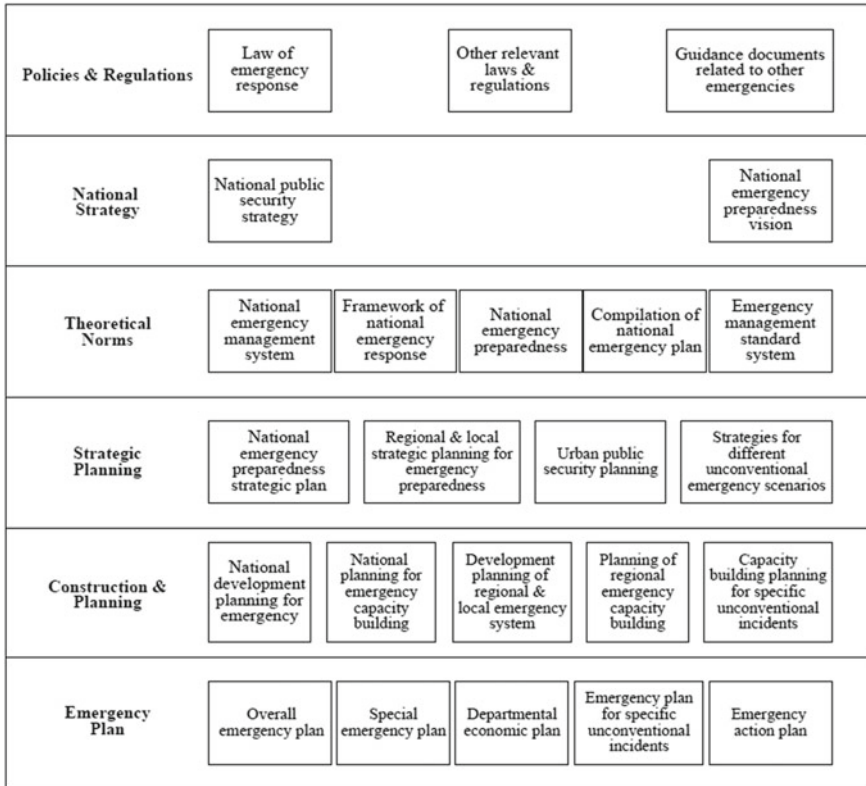 Policies & Regulations
Law of
emergency
response
Other relevant
laws &
regulations
Guidance documents
related to other
emergencies
National
Strategy
National public
security
strategy
National
emergency
preparedness
vision
Theoretical
Norms
National
emergency
management
system
Framework of
national
emergency
response
National
emergency
preparedness
Compilation of
national
emergency plan
Emergency
management
standard
system
Strategic
Planning
National
emergency
preparedness
strategic plan
Regional & local
strategic planning for
emergency
preparedness
Urban public
security planning
Strategies for
different
unconventional
emergency scenarios
Construction &
Planning
National
development
planning for
emergency
National
planning for
emergency
capacity
building
Development
planning of
regional &
local emergency
system
Planning of
regional
emergency
capacity
building
Capacity
building planning
for specific
unconventional
incidents
Emergency
Plan
Overall
emergency plan
Special
emergency plan
Departmental
economic plan
Emergency plan
for specific
unconventional
incidents
Emergency
action plan